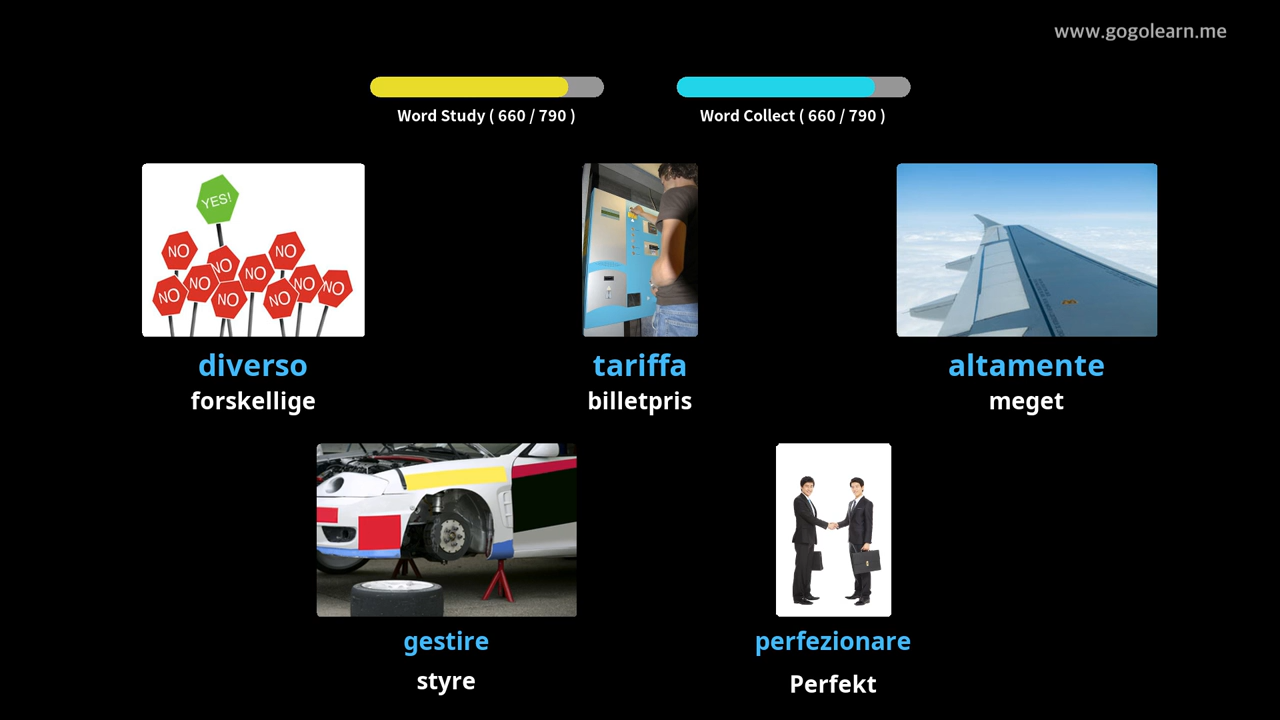 www.gogolearn.me
Word Study ( 660 / 790 )
Word Collect ( 660 / 790 )
YES!
NO
NO
NO
NO
NO
NO
NO
NO
NO
NO
diverso
tariffa
altamente
forskellige
billetpris
meget
gestire
perfezionare
styre
Perfekt